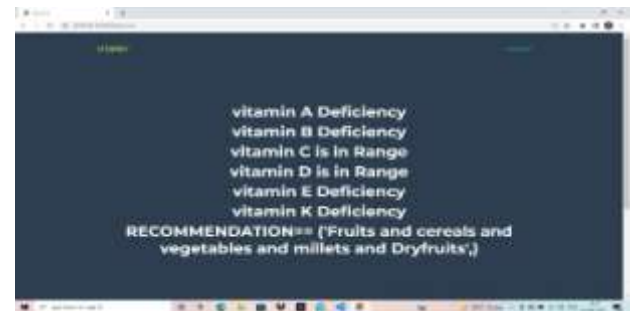 vitamin A Deficiency
vitamin B Deficiency
vitamin C is in Range
vitamin D is in Range
vitamin E Deficiency
vitamin K Deficiency
RECOMMENDATION== ('Fruits and cereals and
vegetables and millets and Dryfruits',)